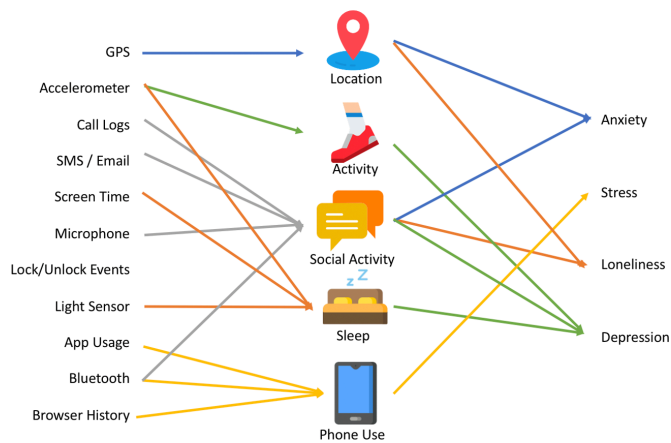 GPS
Accelerometer
Call Logs
SMS / Email
Screen Time
Microphone
Lock/Unlock Events
Light Sensor
App Usage
Bluetooth
Browser History
Location
Activity
Social Activity
z Z
Sleep
Phone Use
Anxiety
Stress
Loneliness
Depression